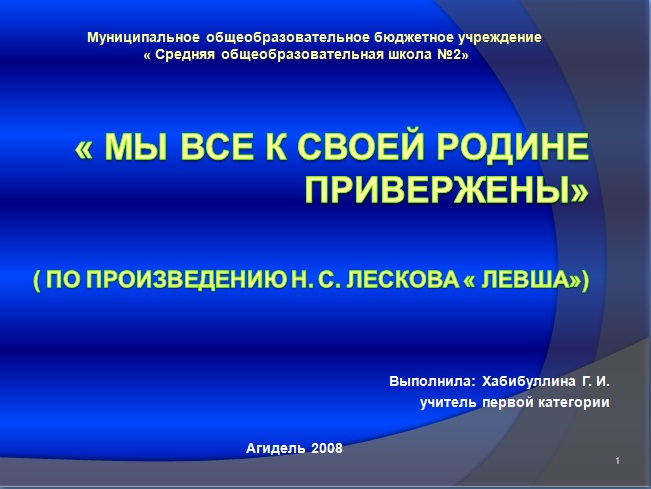 Муниципальное общеобразовательное бюджетное учреждение
« Средняя общеобразовательная школа №2»
« МЫ ВСЕ К СВОЕЙ РОДИНЕ
ПРИВЕРЖЕНЫ»
( ПО ПРОИЗВЕДЕНИЮ Н. С. ЛЕСКОВА « ЛЕВША»)
Выполнила: Хабибуллина Г. И.
учитель первой категории
Агидель 2008
1